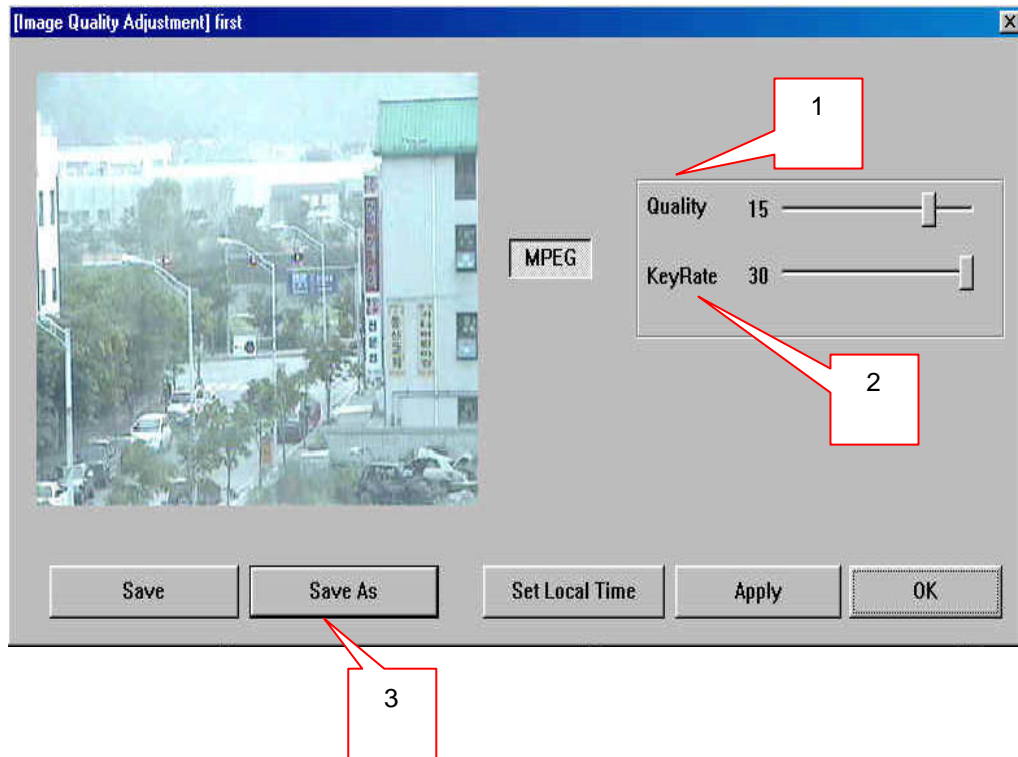 [Image Quality Adjustment] first
X
1
Quality 15
MPEG
KeyRate 30
2
Save
Save As
Set Local Time
Apply
OK
3